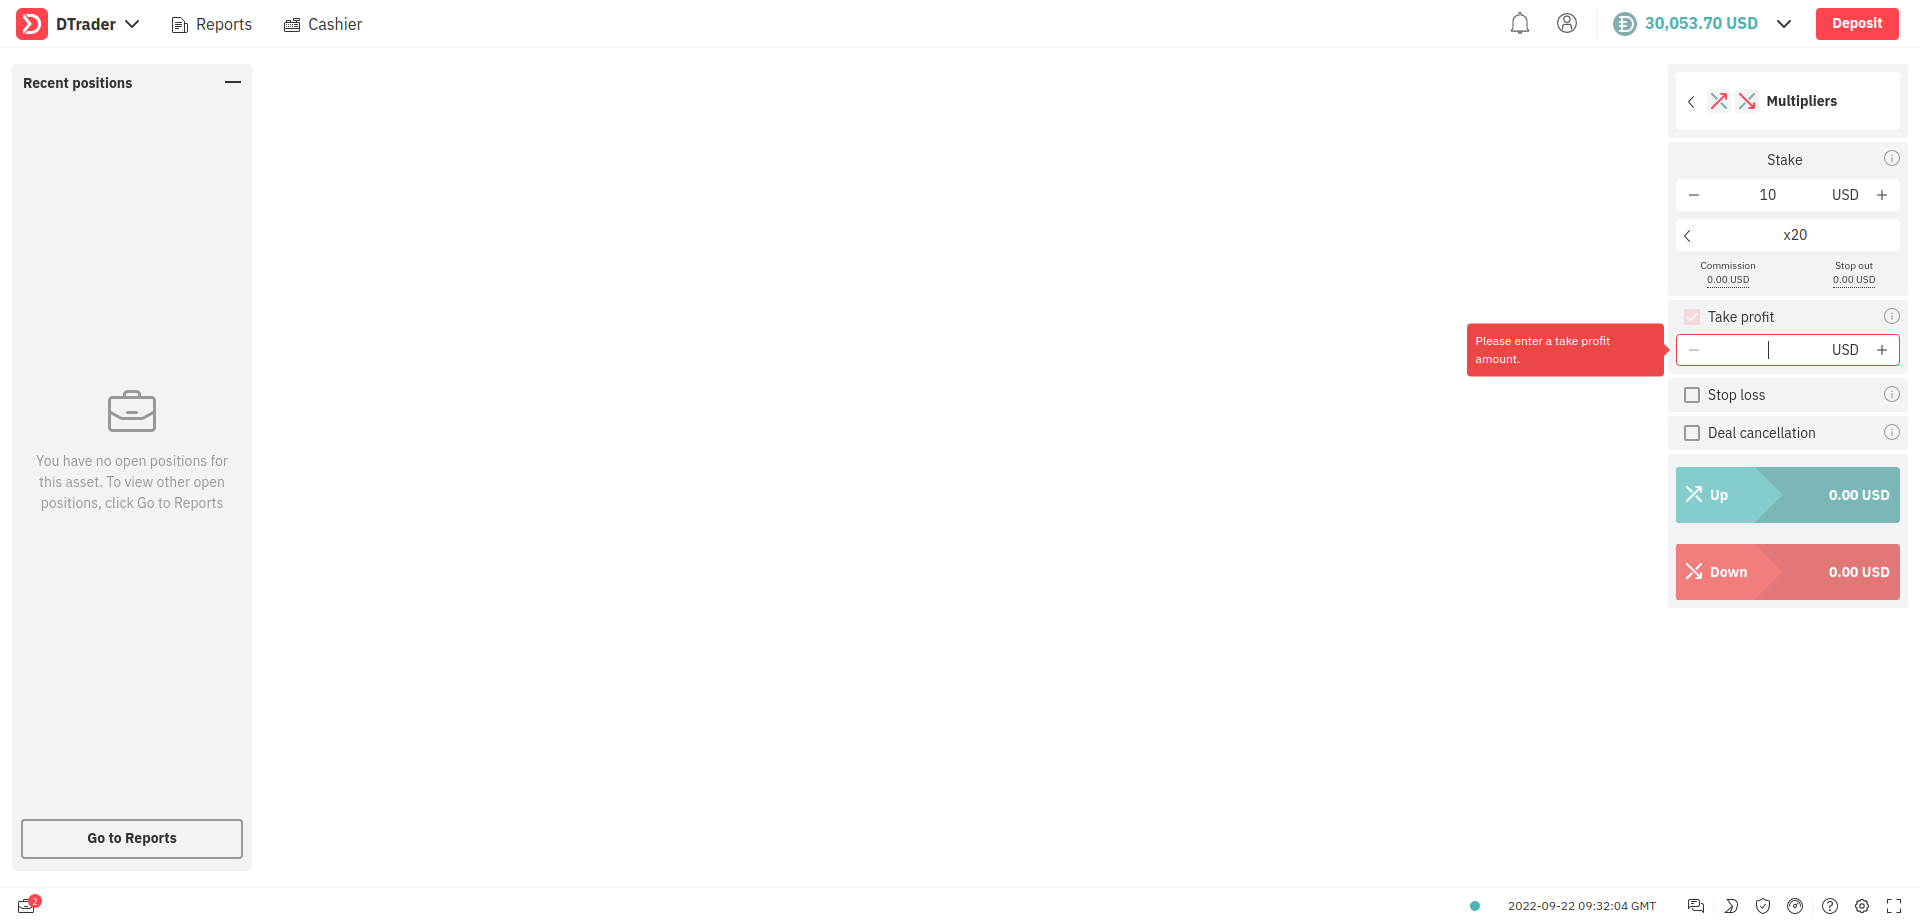 DTrader
Reports
Cashier
30,053.70 USD
Deposit
Recent positions
You have no open positions for
this asset. To view other open
positions, click Go to Reports
Go to Reports
Multipliers
Stake
10 USD
x20
Commission
0.00 USD
Stop out
0.00 USD
Take profit
Please enter a take profit
amount.
USD
Stop loss
Deal cancellation
Up 0.00 USD
Down 0.00 USD
2
2022-09-22 09:32:04 GMT